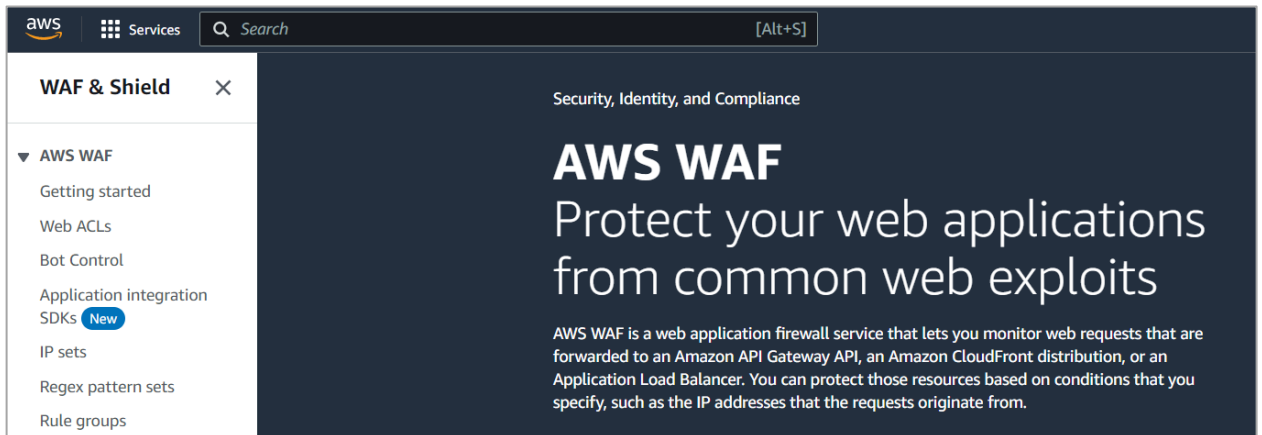 aws
Services
Search
[Alt+S]
WAF & Shield
AWS WAF
Getting started
Web ACLs
Bot Control
Application integration
SDKs New
IP sets
Regex pattern sets
Rule groups
Security, Identity, and Compliance
AWS WAF
Protect your web applications
from common web exploits
AWS WAF is a web application firewall service that lets you monitor web requests that are
forwarded to an Amazon API Gateway API, an Amazon CloudFront distribution, or an
Application Load Balancer. You can protect those resources based on conditions that you
specify, such as the IP addresses that the requests originate from.